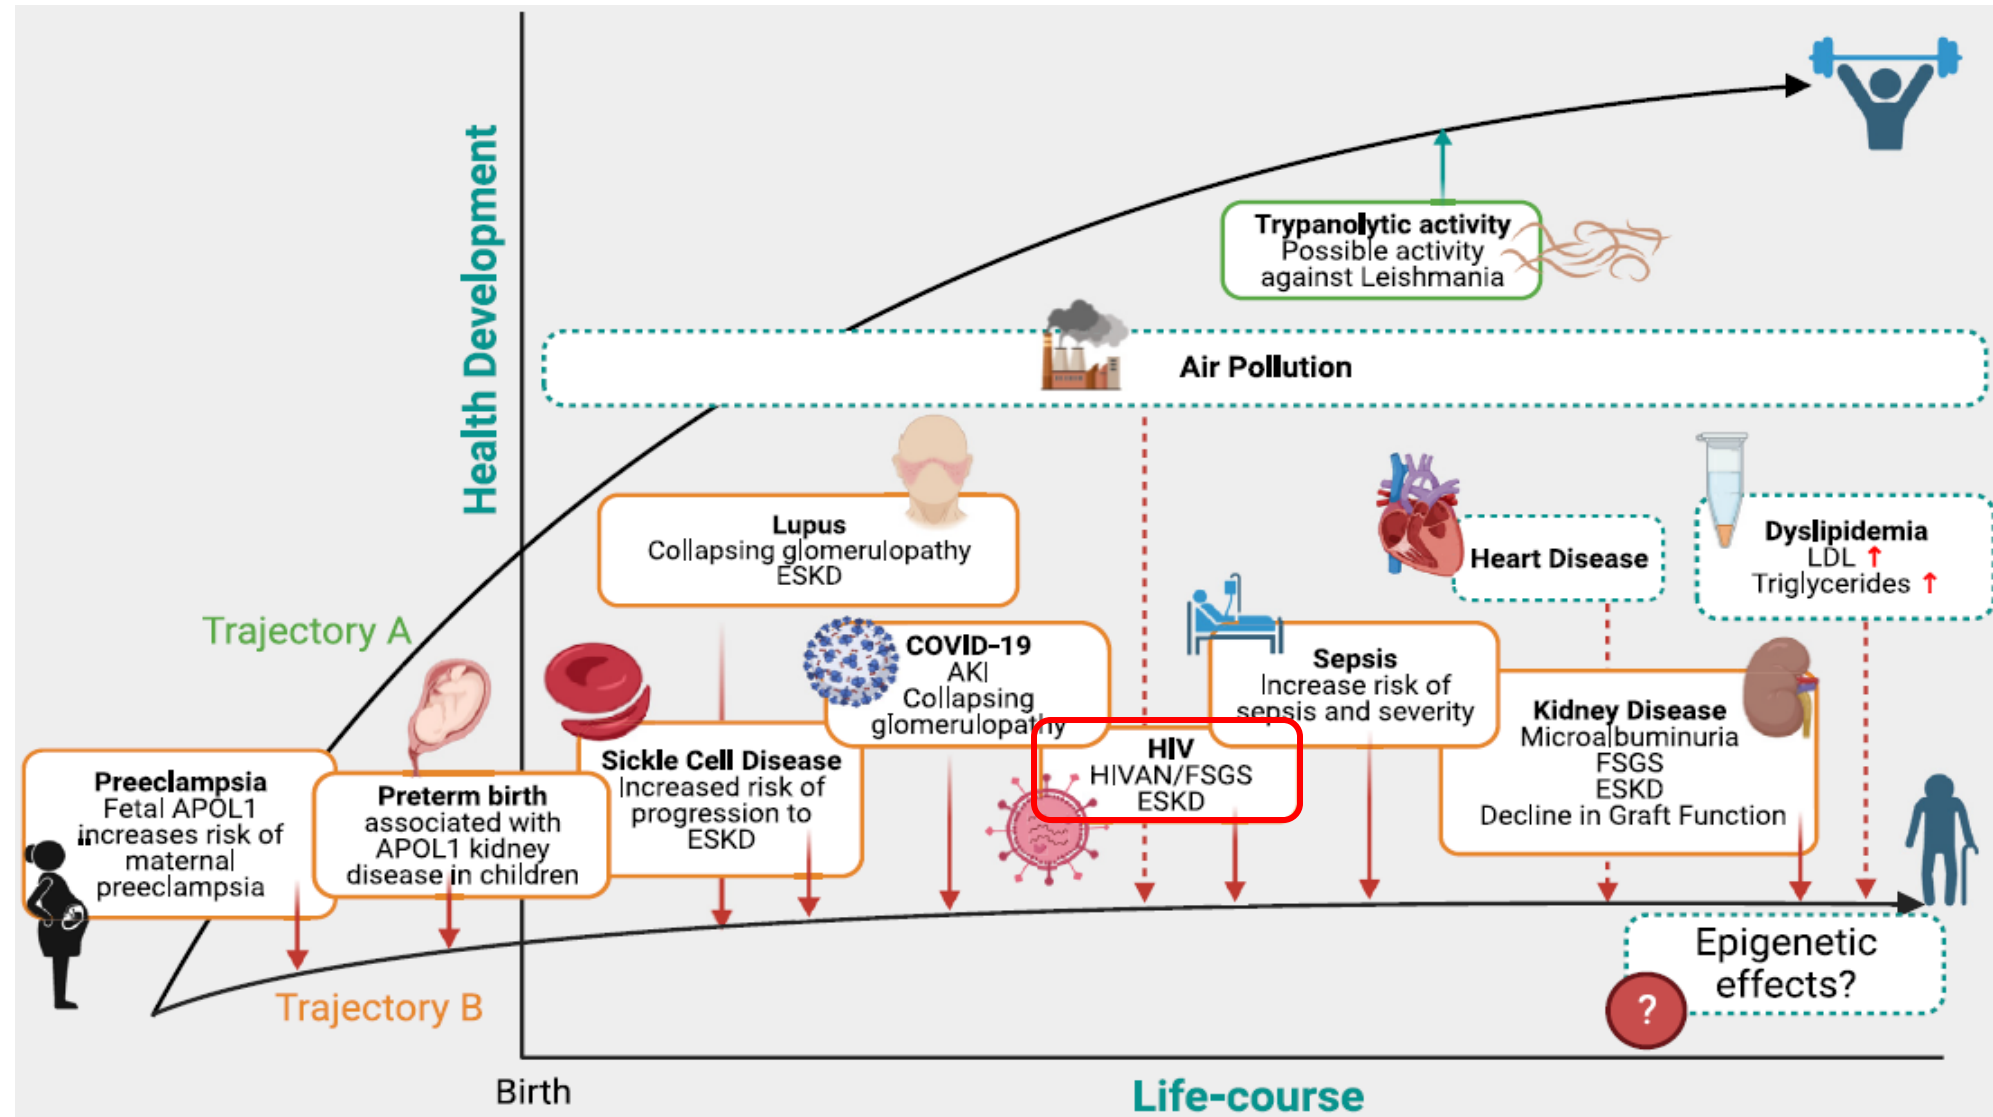 Health Development
Trypanolytic activity
Possible activity
against Leishmania
Air Pollution
Lupus
Collapsing glomerulopathy
ESKD
Heart Disease
Dyslipidemia
LDL ↑
Triglycerides ↑
Trajectory A
COVID-19
AKI
Collapsing
glomerulopathy
Sepsis
Increase risk of
sepsis and severity
Kidney Disease
Microalbuminuria
FSGS
ESKD
Decline in Graft Function
HIV
HIVAN/FSGS
ESKD
Sickle Cell Disease
Increased risk of
progression to
ESKD
Preeclampsia
Fetal APOL1
increases risk of
maternal
preeclampsia
Preterm birth
associated with
APOL1 kidney
disease in children
Trajectory B
Epigenetic
effects?
?
Birth
Life-course